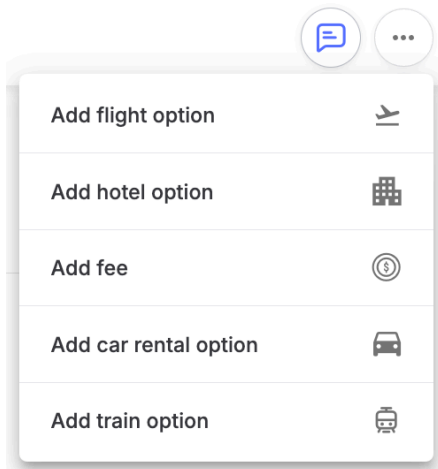 Add flight option
Add hotel option
Add fee
Add car rental option
Add train option